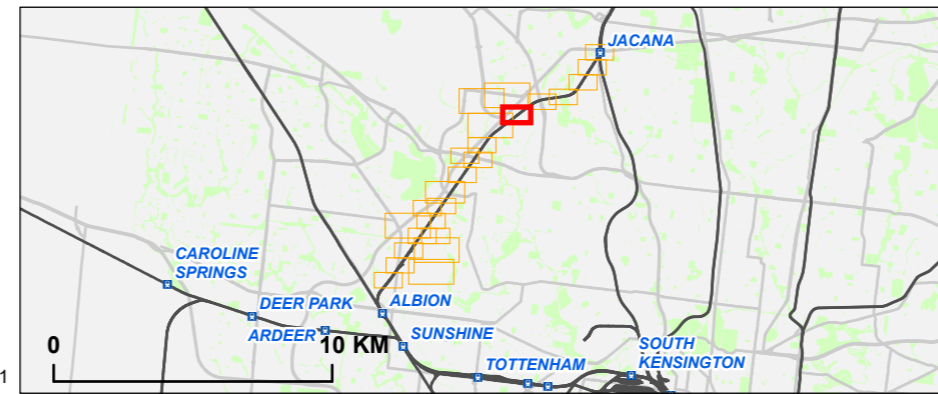 JACANA
CAROLINE
SPRINGS
DEER PARK
ALBION
ARDEER
SUNSHINE
0
10 KM
TOTTENHAM
SOUTH
KENSINGTON
1